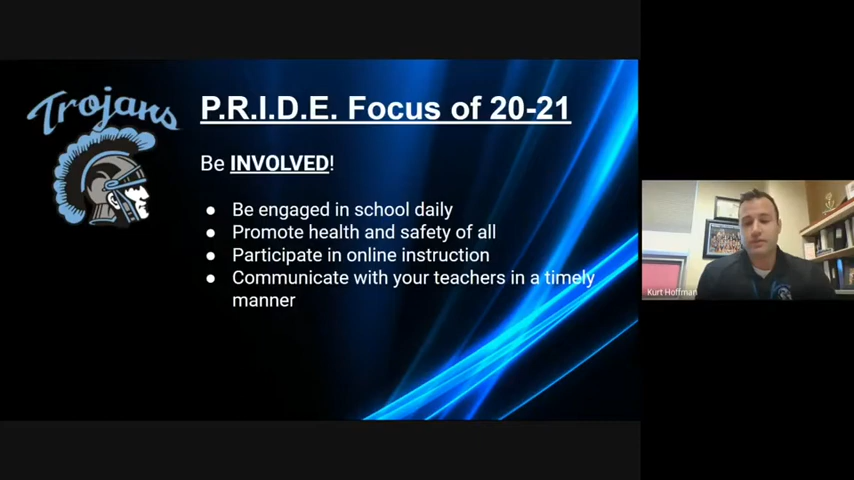 Trojans
P.R.I.D.E. Focus of 20-21
Be INVOLVED!
● Be engaged in school daily
● Promote health and safety of all
● Participate in online instruction
● Communicate with your teachers in a timely
manner
Kurt Hoffman